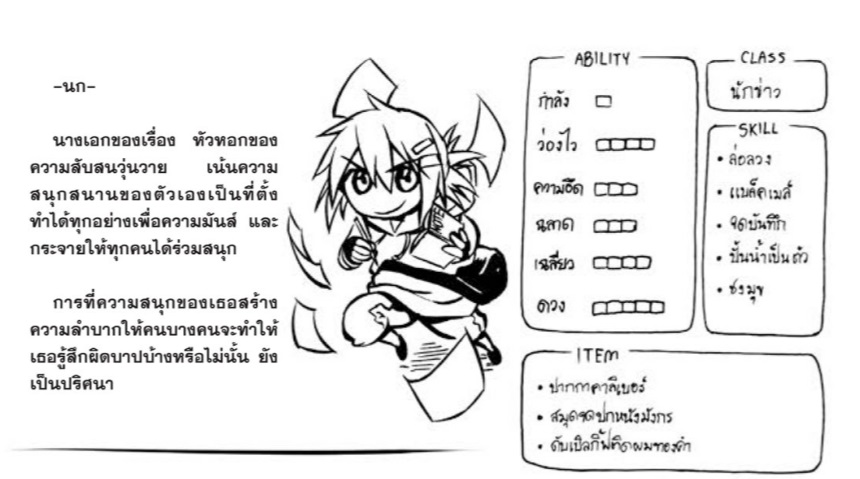 -นก-
นางเอกของเรื่อง หัวหอกของ
ความสับสนวุ่นวาย เน้นความ
สนุกสนานของตัวเองเป็นที่ตั้ง
ทำได้ทุกอย่างเพื่อความมันส์ และ
กระจายให้ทุกคนได้ร่วมสนุก
การที่ความสนุกของเธอสร้าง
ความลำบากให้คนบางคนจะทำให้
เธอรู้สึกผิดบาปบ้างหรือไม่นั้น ยัง
เป็นปริศนา
NOTE
ABILITY
กำลัง
ว่องไว
ความอึด
ฉลาด
เฉลียว
ดวง
CLASS
นักข่าว
SKILL
• ล่อลวง
• แบล็คเมล์
• จดบันทึก
• ปั้นน้ำเป็นตัว
• ชงมุข
ITEM
• ปากกาคาลิเบอร์
• สมุดจดปกหนังมังกร
• ดับเบิลกิ๊ฟติดผมทองคำ